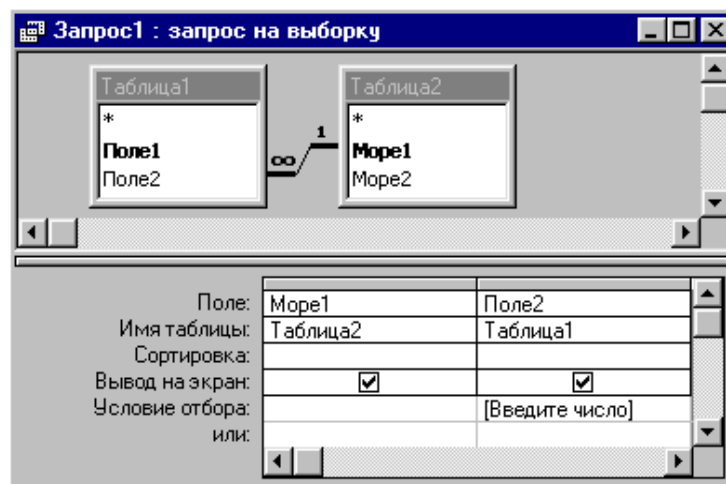 Запрос1 : запрос на выборку
Таблица1
*
Поле1
Поле2
∞
1
Таблица2
*
Море1
Море2
Поле: Море1 Поле2
Имя таблицы: Таблица2 Таблица1
Сортировка:
Вывод на экран:
Условие отбора: [Введите число]
или: